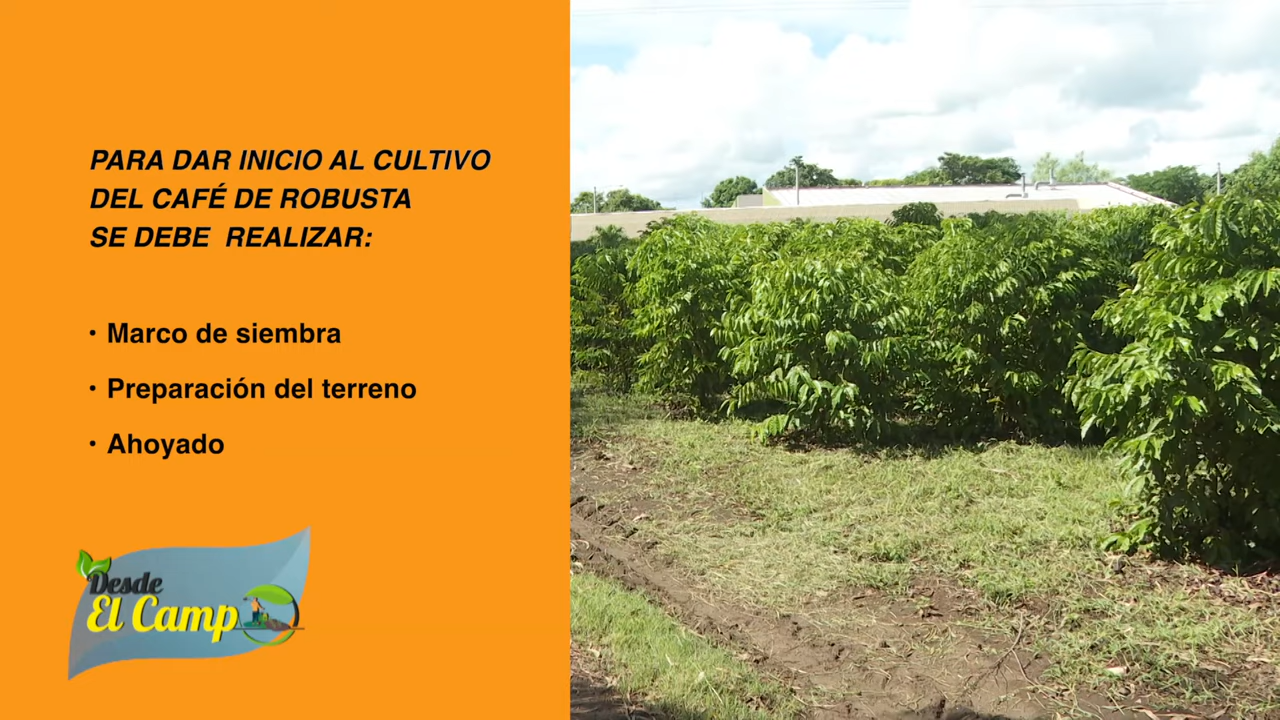 PARA DAR INICIO AL CULTIVO
DEL CAFÉ DE ROBUSTA
SE DEBE  REALIZAR:
• Marco de siembra
• Preparación del terreno
• Ahoyado
Desde
El Camp